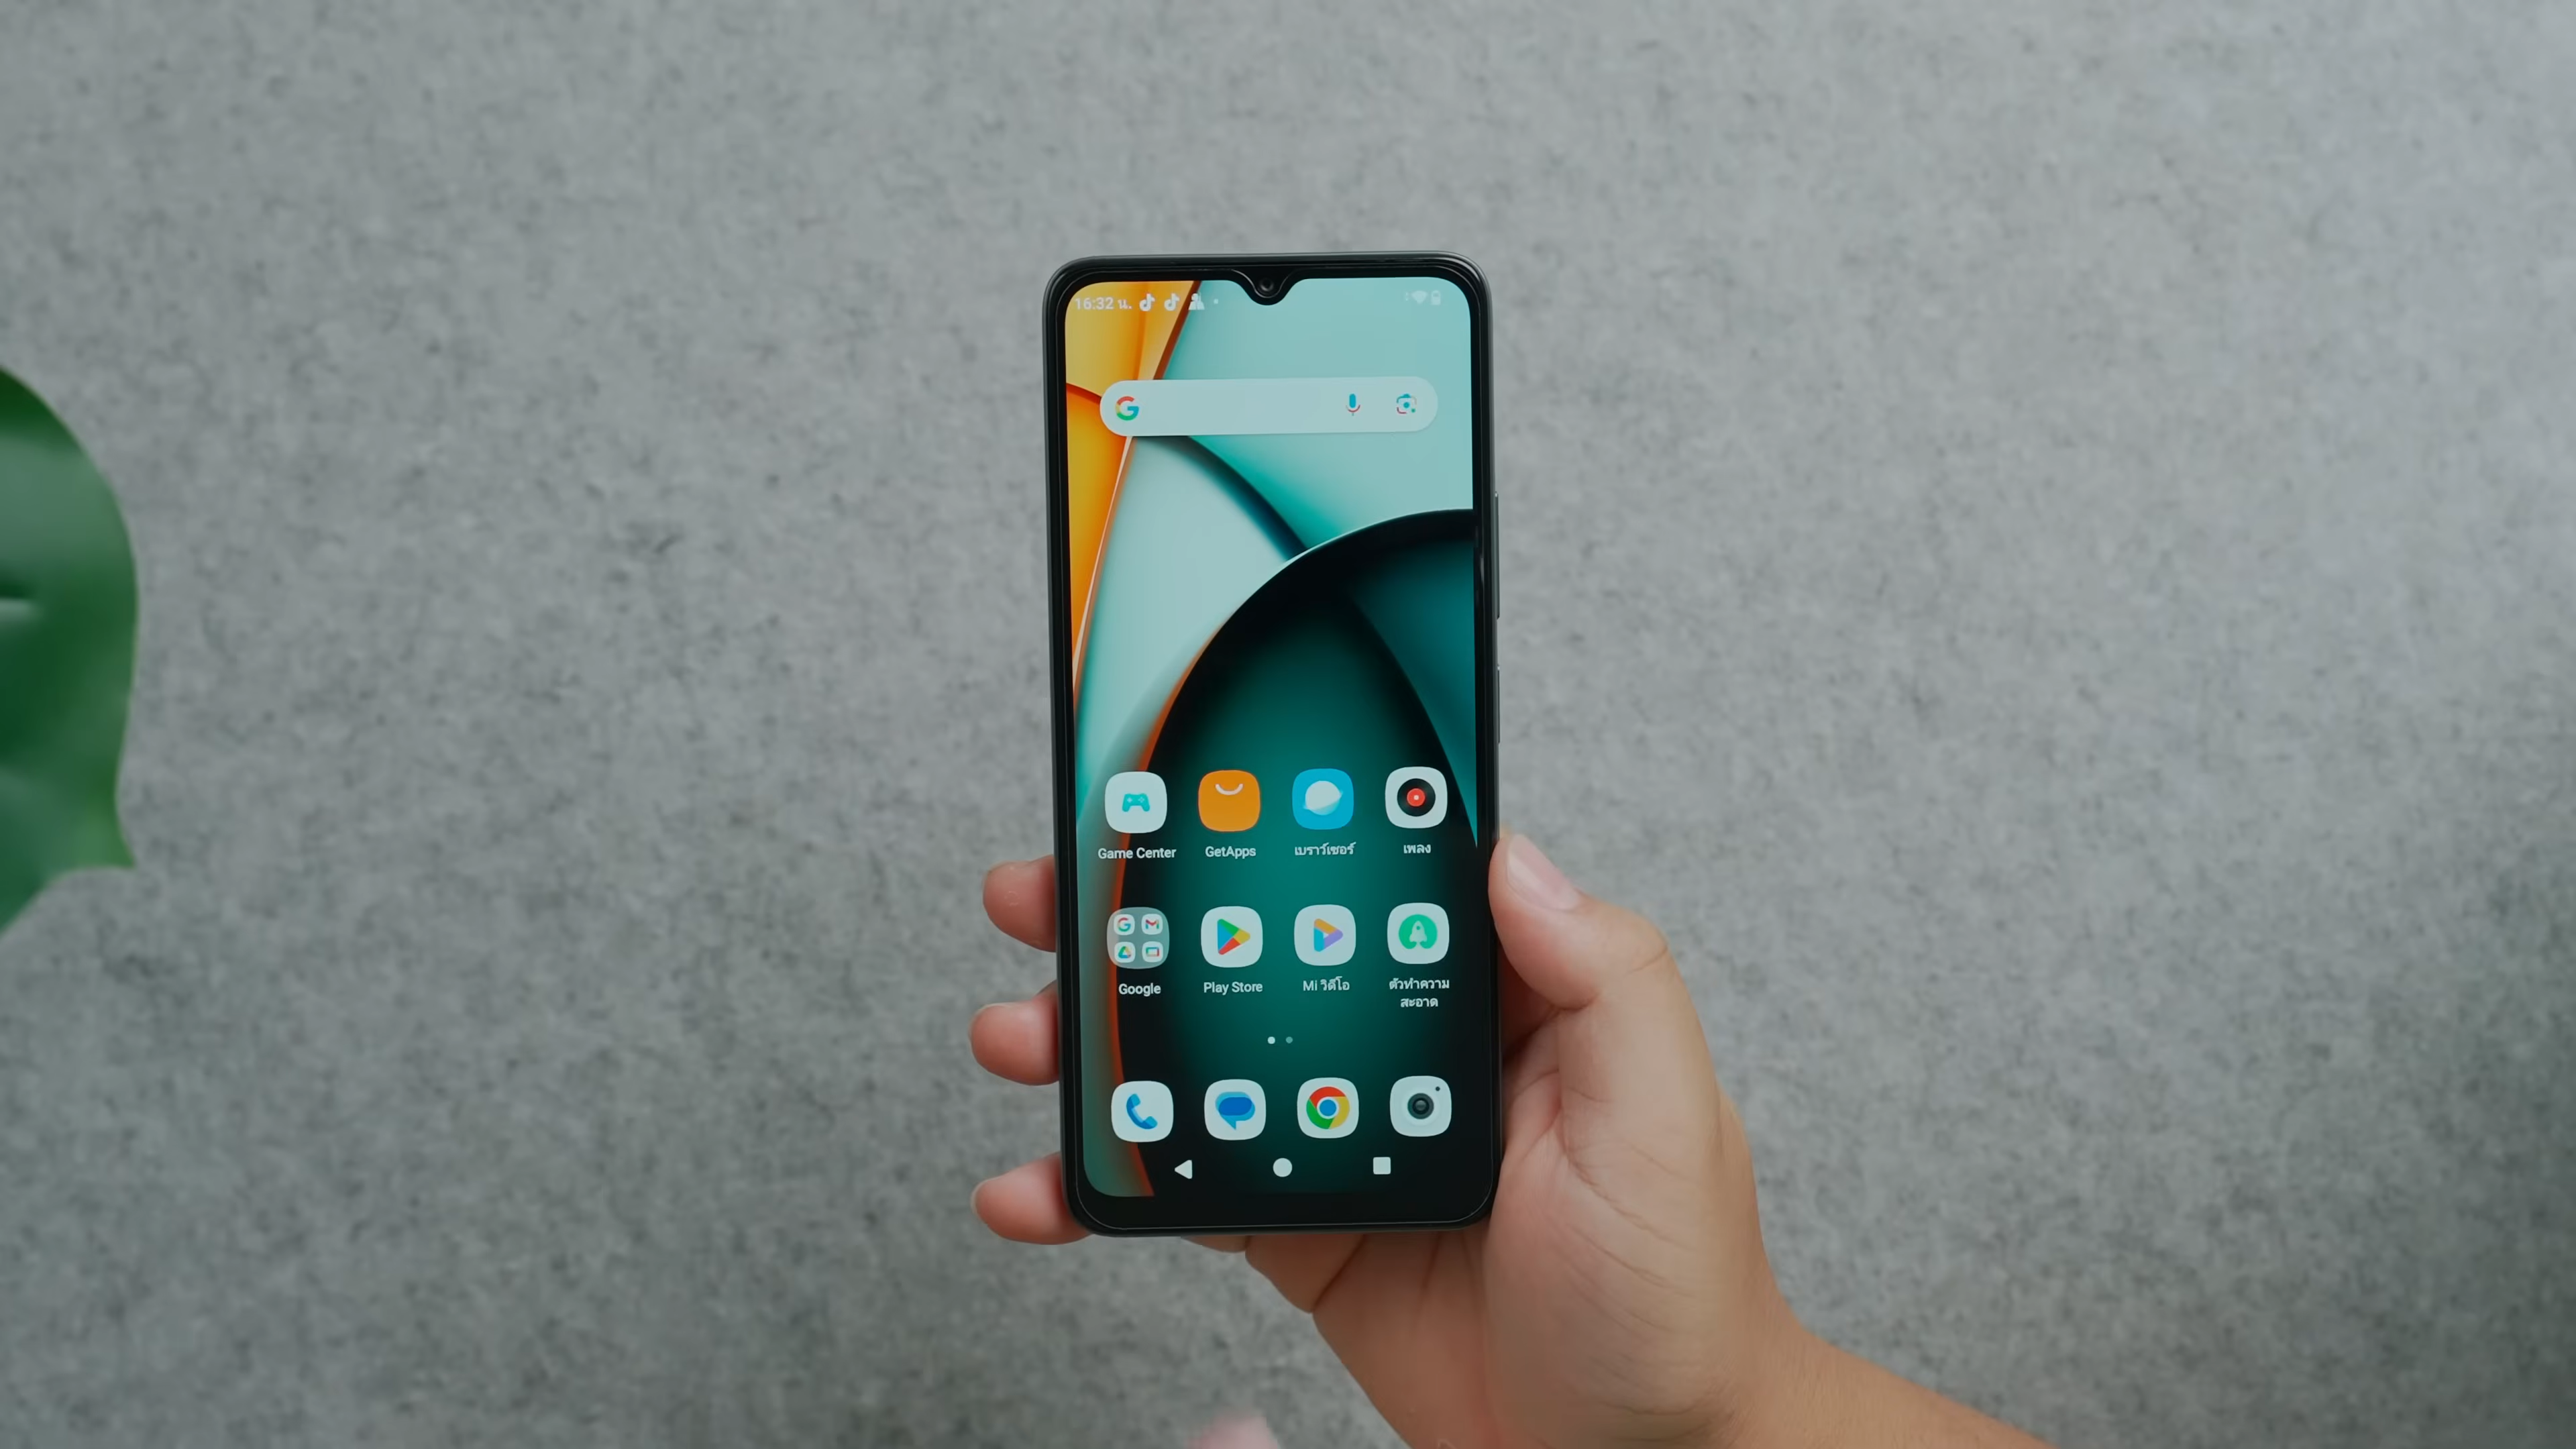 16:32 น.
Game Center
GetApps
เบราว์เซอร์
เพลง
Google
Play Store
Mi วิดีโอ
ตัวทำความ
สะอาด